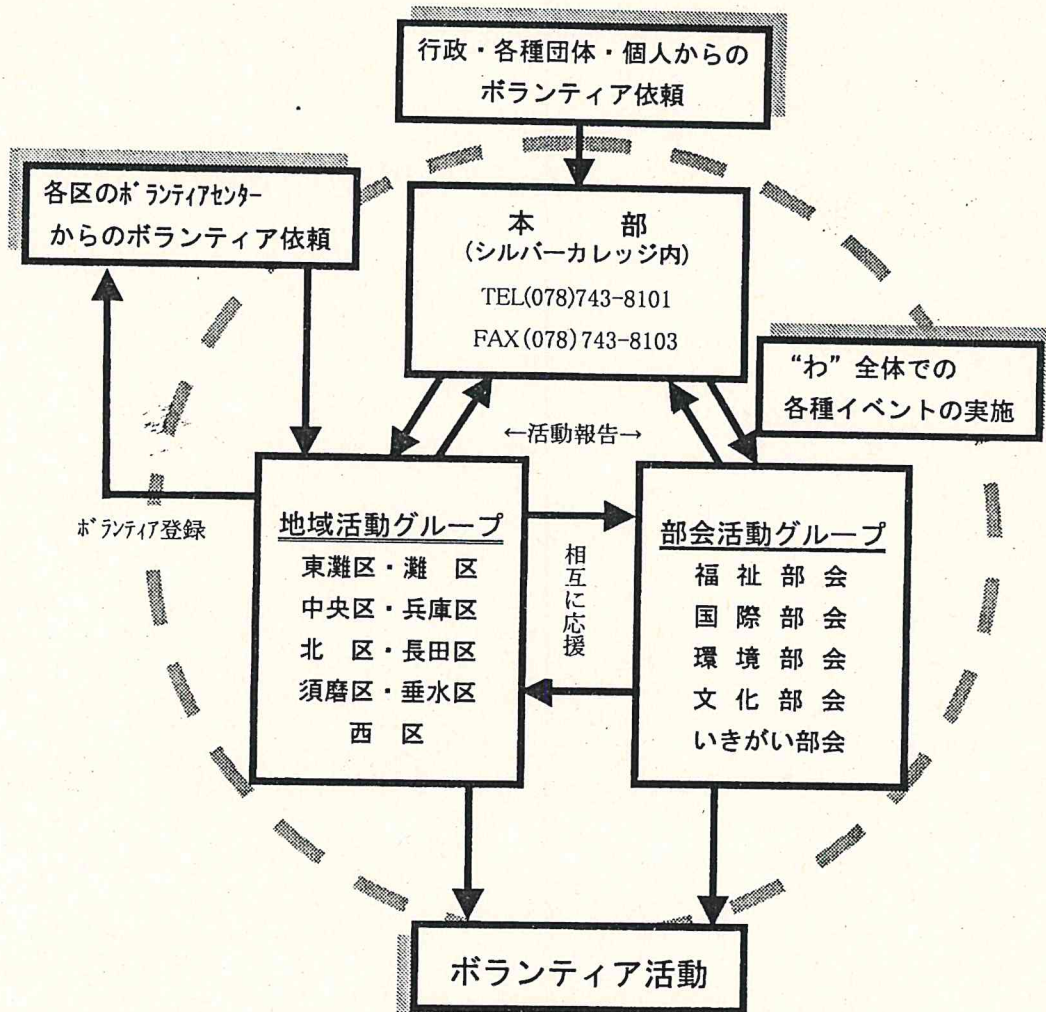 行政・各種団体・個人からの
ボランティア依頼
各区のボランティアセンター
からのボランティア依頼
本　　部
(シルバーカレッジ内)
TEL(078)743-8101
FAX(078)743-8103
“わ”全体での
各種イベントの実施
←活動報告→
ボランティア登録
地域活動グループ
東灘区・灘　区
中央区・兵庫区
北　区・長田区
須磨区・垂水区
西　区
相互に応援
部会活動グループ
福 祉 部 会
国 際 部 会
環 境 部 会
文 化 部 会
いきがい部会
ボランティア活動